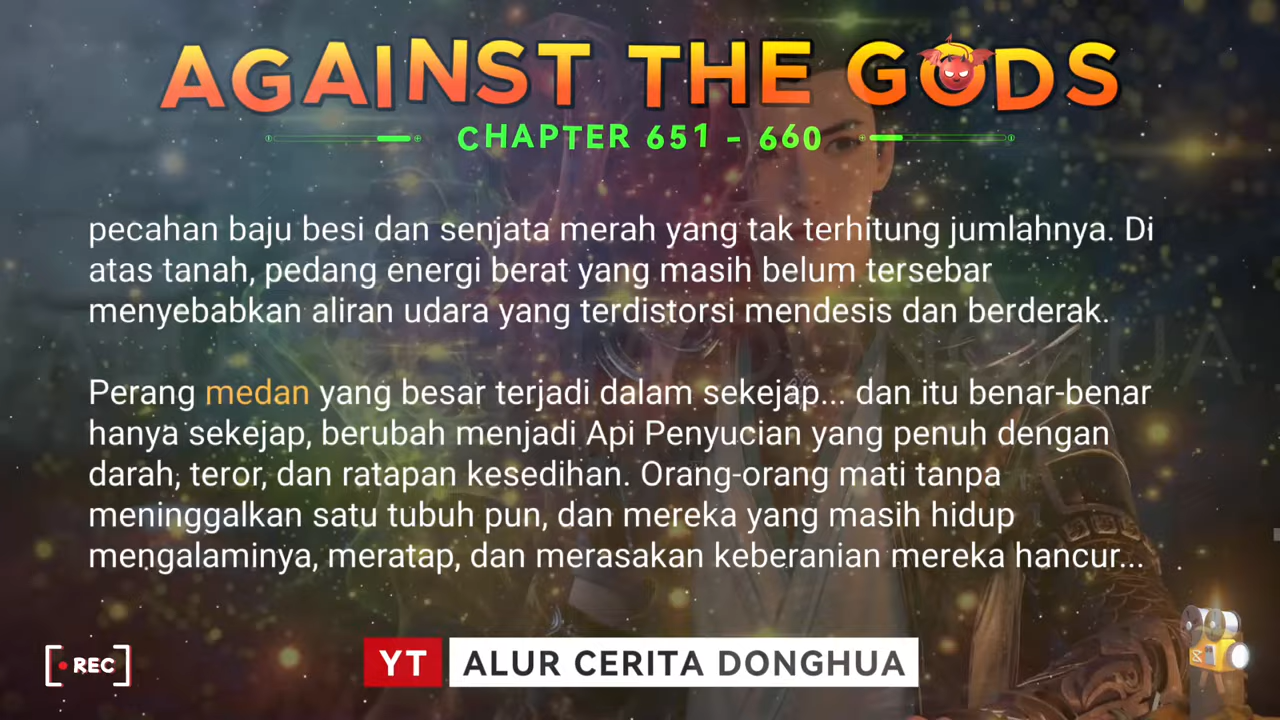 AGAINST THE GODS
CHAPTER 651 - 660
pecahan baju besi dan senjata merah yang tak terhitung jumlahnya. Di
atas tanah, pedang energi berat yang masih belum tersebar
menyebabkan aliran udara yang terdistorsi mendesis dan berderak.
Perang medan yang besar terjadi dalam sekejap... dan itu benar-benar
hanya sekejap, berubah menjadi Api Penyucian yang penuh dengan
darah, teror, dan ratapan kesedihan. Orang-orang mati tanpa
meninggalkan satu tubuh pun, dan mereka yang masih hidup
mengalaminya, meratap, dan merasakan keberanian mereka hancur...
REC
YT ALUR CERITA DONGHUA